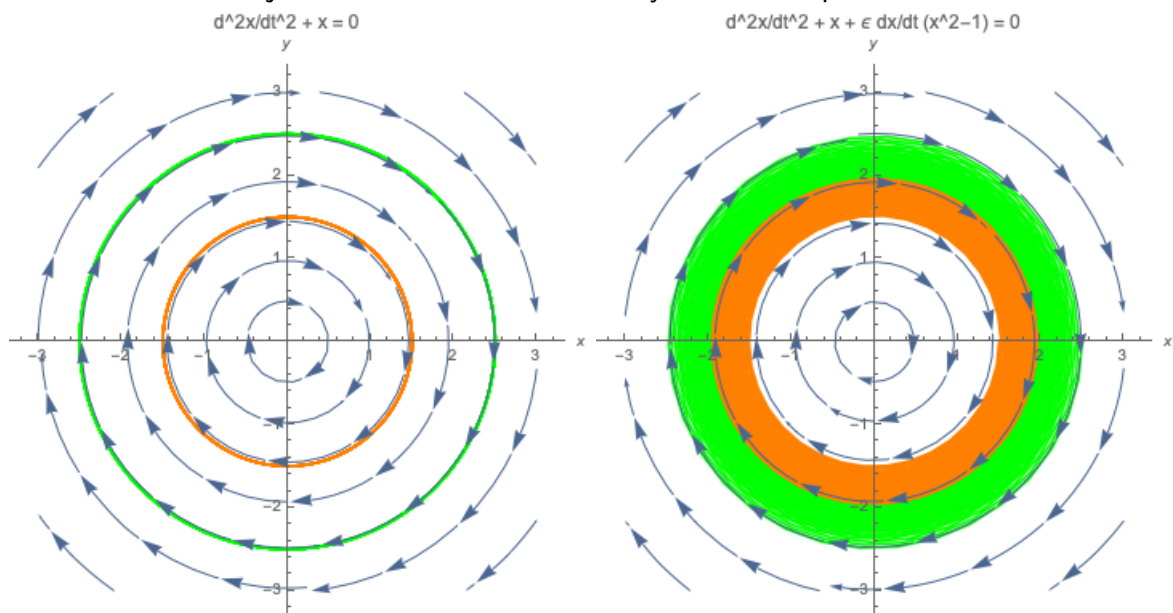 d^2x/dt^2 + x = 0
y
3
2
1
-3 -2 -1 1 2 3 x
-1
-2
-3
d^2x/dt^2 + x + ϵ dx/dt (x^2-1) = 0
y
3
2
1
-3 -2 -1 1 2 3 x
-1
-2
-3